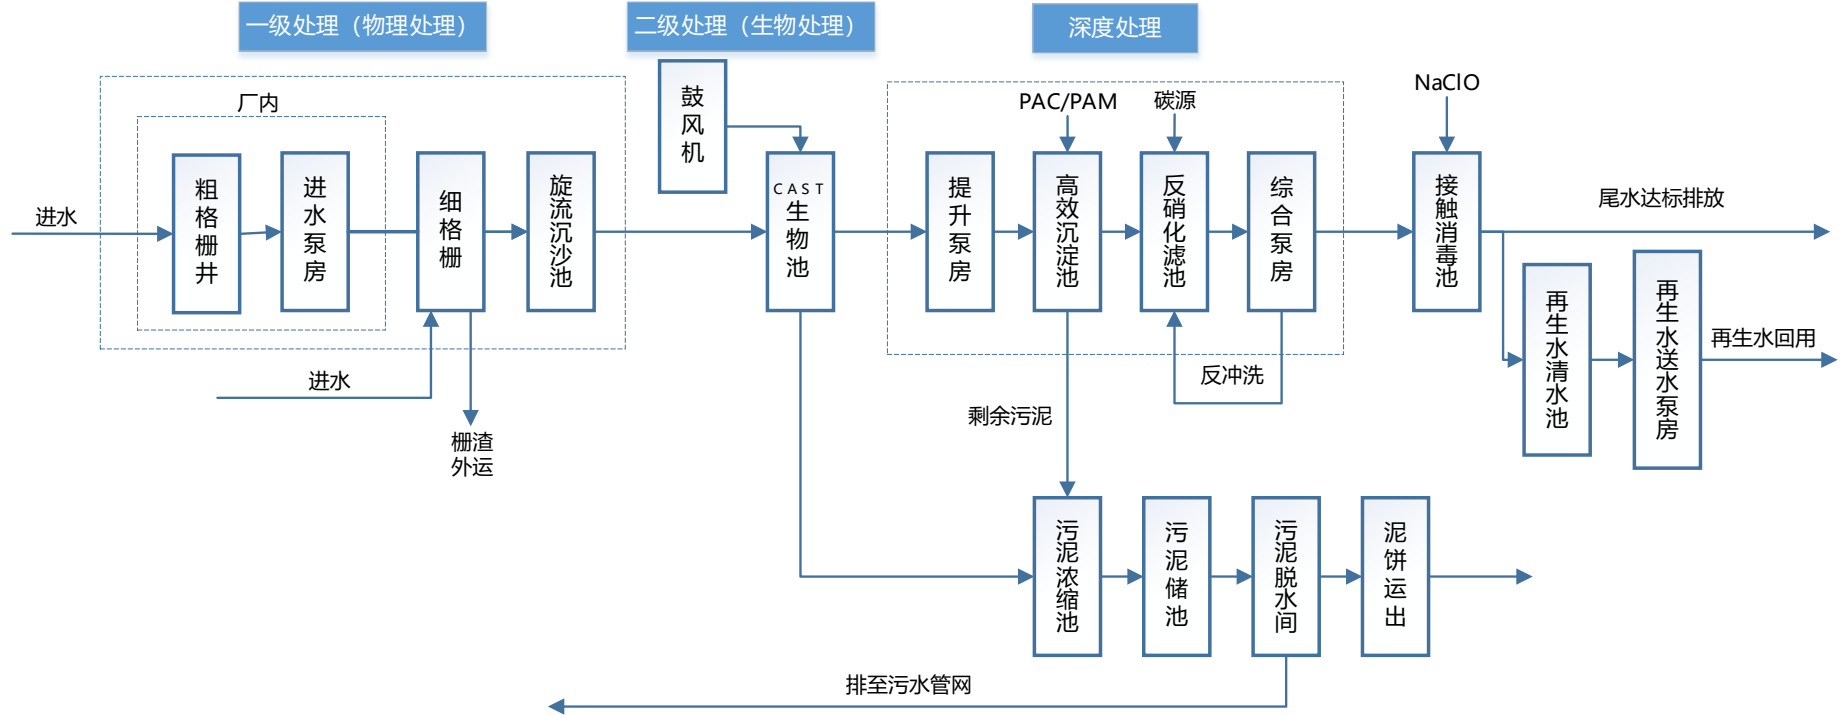 一级处理（物理处理）
二级处理（生物处理）
深度处理
厂内
鼓风机
PAC/PAM
碳源
NaClO
进水
粗格栅井
进水泵房
细格栅
旋流沉沙池
CAST生物池
提升泵房
高效沉淀池
反硝化滤池
综合泵房
接触消毒池
尾水达标排放
再生水清水池
再生水送水泵房
再生水回用
进水
反冲洗
剩余污泥
栅渣
外运
污泥浓缩池
污泥储池
污泥脱水间
泥饼运出
排至污水管网